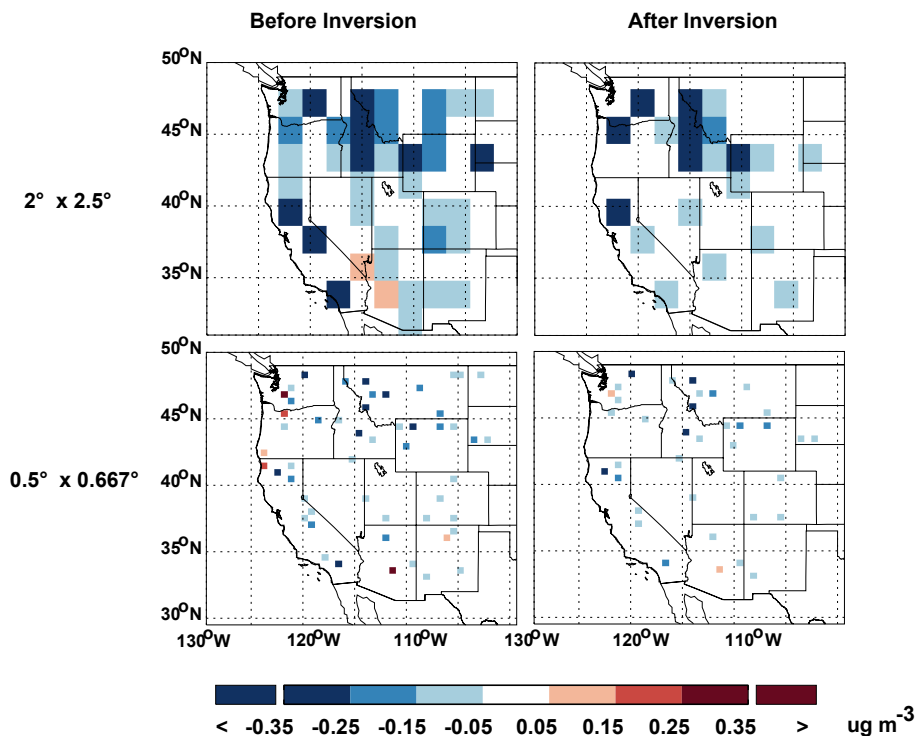 Before Inversion After Inversion
50°N
45°N
2° x 2.5°
40°N
35°N
50°N
45°N
0.5° x 0.667°
40°N
35°N
30°N
130°W 120°W 110°W 130°W 120°W 110°W
< -0.35 -0.25 -0.15 -0.05 0.05 0.15 0.25 0.35 > ug m-3